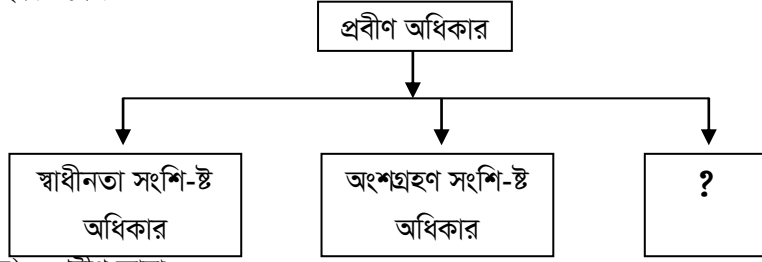 প্রবীণ অধিকার
স্বাধীনতা সংশি-ষ্ট
অধিকার
অংশগ্রহণ সংশি-ষ্ট
অধিকার
?